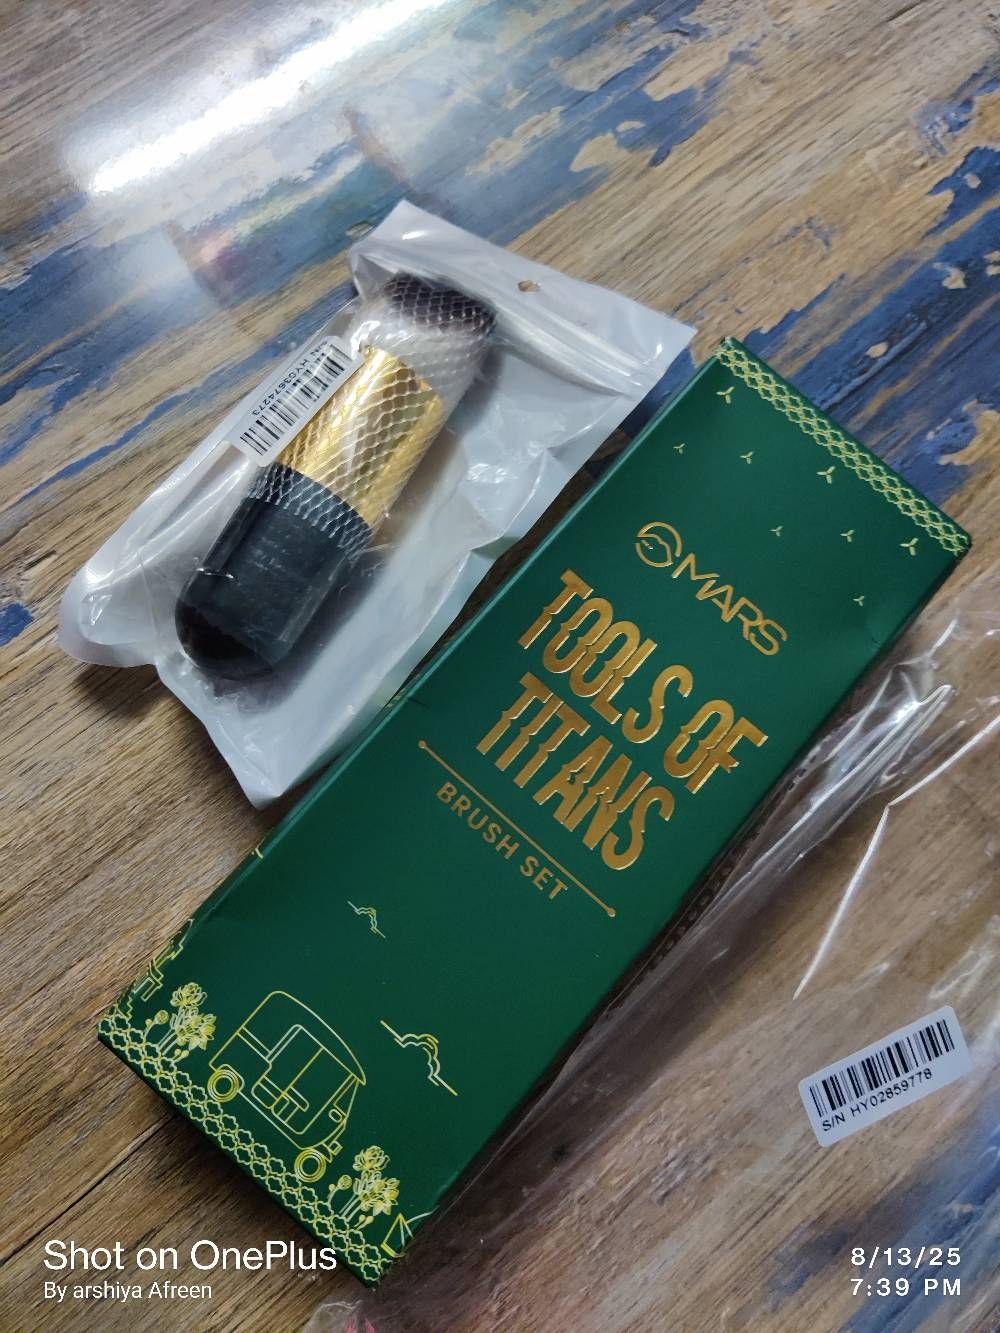 S/N HY03674273
MARS
TOOLS OF
TITANS
BRUSH SET
S/N HY02859778
Shot on OnePlus
By arshiya Afreen
8/13/25
7:39 PM